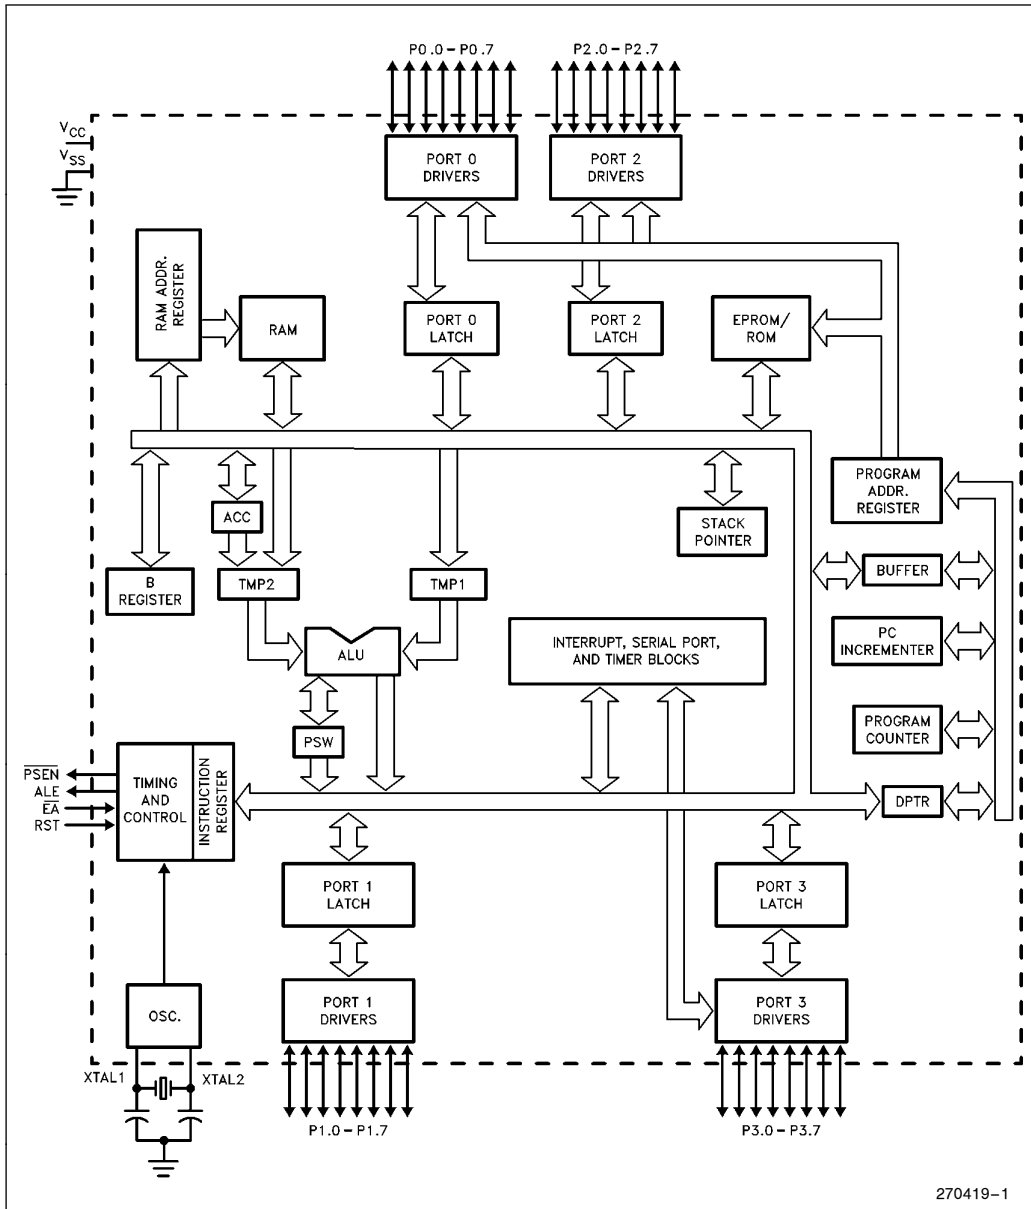 P0.0–P0.7
P2.0–P2.7
VCC
VSS
PORT 0
DRIVERS
PORT 2
DRIVERS
RAM ADDR.
REGISTER
RAM
PORT 0
LATCH
PORT 2
LATCH
EPROM/
ROM
PROGRAM
ADDR.
REGISTER
ACC
STACK
POINTER
B
REGISTER
TMP2
TMP1
BUFFER
ALU
INTERRUPT, SERIAL PORT,
AND TIMER BLOCKS
PC
INCREMENTER
PSW
PROGRAM
COUNTER
PSEN
ALE
EA
RST
TIMING
AND
CONTROL
INSTRUCTION
REGISTER
DPTR
PORT 1
LATCH
PORT 3
LATCH
OSC.
PORT 1
DRIVERS
PORT 3
DRIVERS
XTAL1
XTAL2
P1.0–P1.7
P3.0–P3.7
270419–1